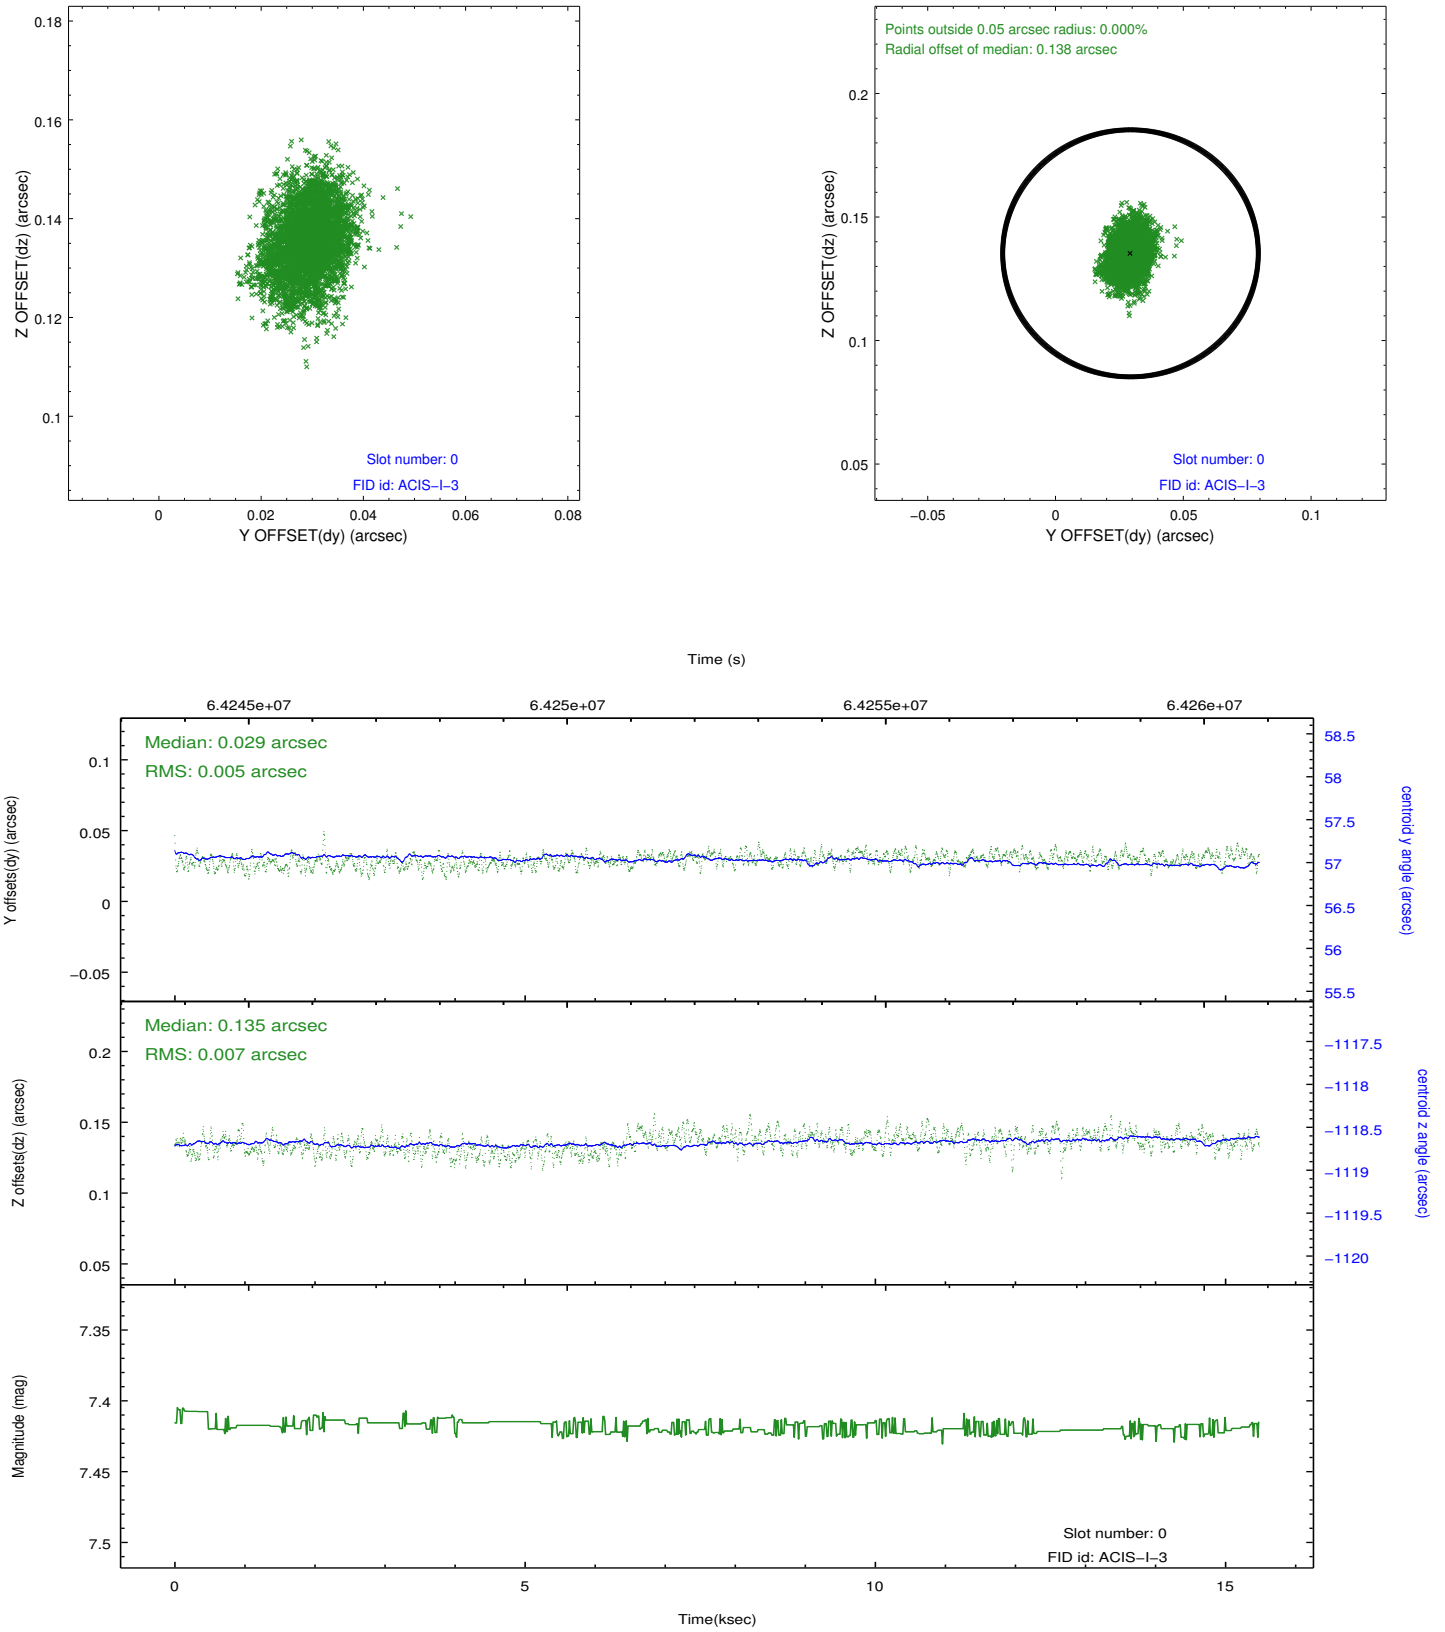 0.18
0.16
0.14
0.12
0.1
Z OFFSET(dz) (arcsec)
Slot number: 0
FID id: ACIS−I−3
0 0.02 0.04 0.06 0.08
Y OFFSET(dy) (arcsec)
Points outside 0.05 arcsec radius: 0.000%
Radial offset of median: 0.138 arcsec
0.2
0.15
0.1
0.05
Z OFFSET(dz) (arcsec)
Slot number: 0
FID id: ACIS−I−3
−0.05 0 0.05 0.1
Y OFFSET(dy) (arcsec)
Time (s)
6.4245e+07 6.425e+07 6.4255e+07 6.426e+07
Median: 0.029 arcsec
RMS: 0.005 arcsec
0.1
0.05
0
−0.05
Y offsets(dy) (arcsec)
58.5
58
57.5
57
56.5
56
55.5
centroid y angle (arcsec)
Median: 0.135 arcsec
RMS: 0.007 arcsec
0.2
0.15
0.1
0.05
Z offsets(dz) (arcsec)
−1117.5
−1118
−1118.5
−1119
−1119.5
−1120
centroid z angle (arcsec)
7.35
7.4
7.45
7.5
Magnitude (mag)
Slot number: 0
FID id: ACIS−I−3
0 5 10 15
Time(ksec)